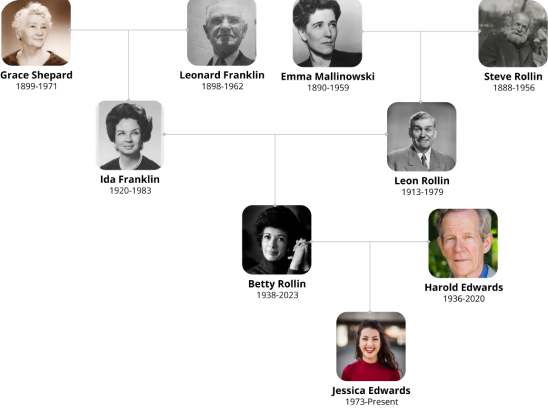 Grace Shepard
1899-1971
Leonard Franklin
1898-1962
Emma Mallinowski
1890-1959
Steve Rollin
1888-1956
Ida Franklin
1920-1983
Leon Rollin
1913-1979
Betty Rollin
1938-2023
Harold Edwards
1936-2020
Jessica Edwards
1973-Present